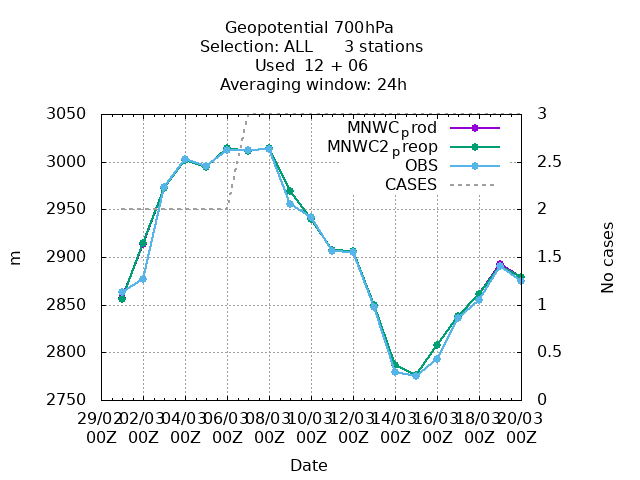 Geopotential 700hPa
Selection: ALL 3 stations
Used 12 + 06
Averaging window: 24h
3050
3000
2950
2900
2850
2800
2750
m
3
2.5
2
1.5
1
0.5
0
No cases
MNWC_prod
MNWC2_preop
OBS
CASES
29/02 02/03 04/03 06/03 08/03 10/03 12/03 14/03 16/03 18/03 20/03
00Z 00Z 00Z 00Z 00Z 00Z 00Z 00Z 00Z 00Z 00Z
Date